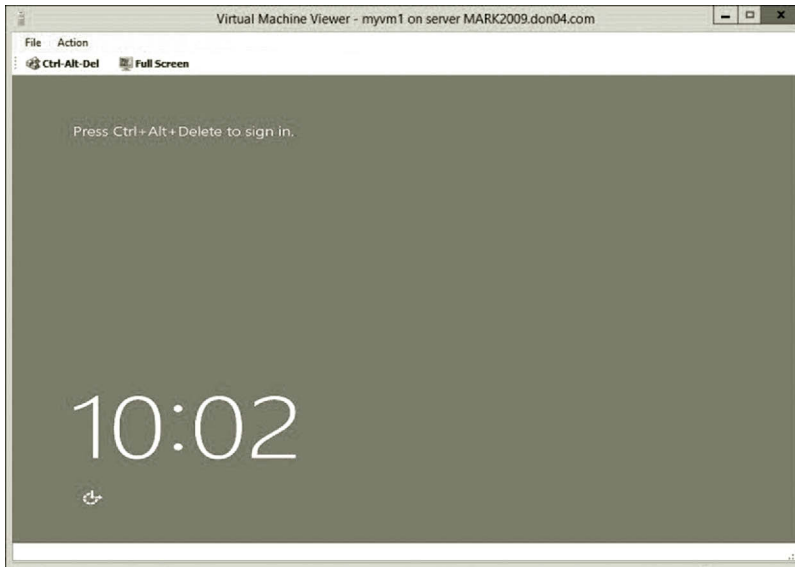 Virtual Machine Viewer - myvm1 on server MARK2009.don04.com
File Action
Ctrl-Alt-Del Full Screen
Press Ctrl+Alt+Delete to sign in.
10:02